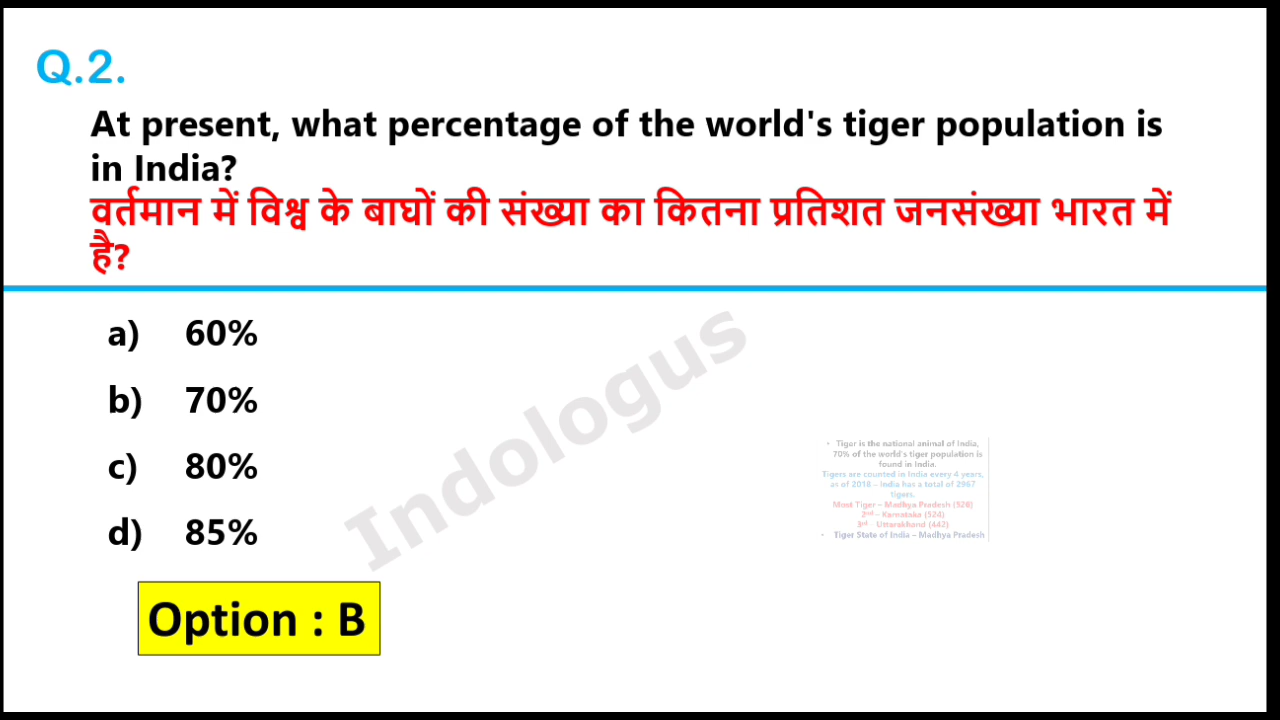 Q.2.
At present, what percentage of the world's tiger population is
in India?
वर्तमान में विश्व के बाघों की संख्या का कितना प्रतिशत जनसंख्या भारत में
है?
a) 60%
b) 70%
c) 80%
d) 85%
Option : B
Indologus
• Tiger is the national animal of India,
70% of the world's tiger population is
found in India.
Tigers are counted in India every 4 years,
as of 2018 – India has a total of 2967
tigers.
Most Tiger – Madhya Pradesh (526)
2nd – Karnataka (524)
3rd Uttarakhand (442)
• Tiger State of India – Madhya Pradesh